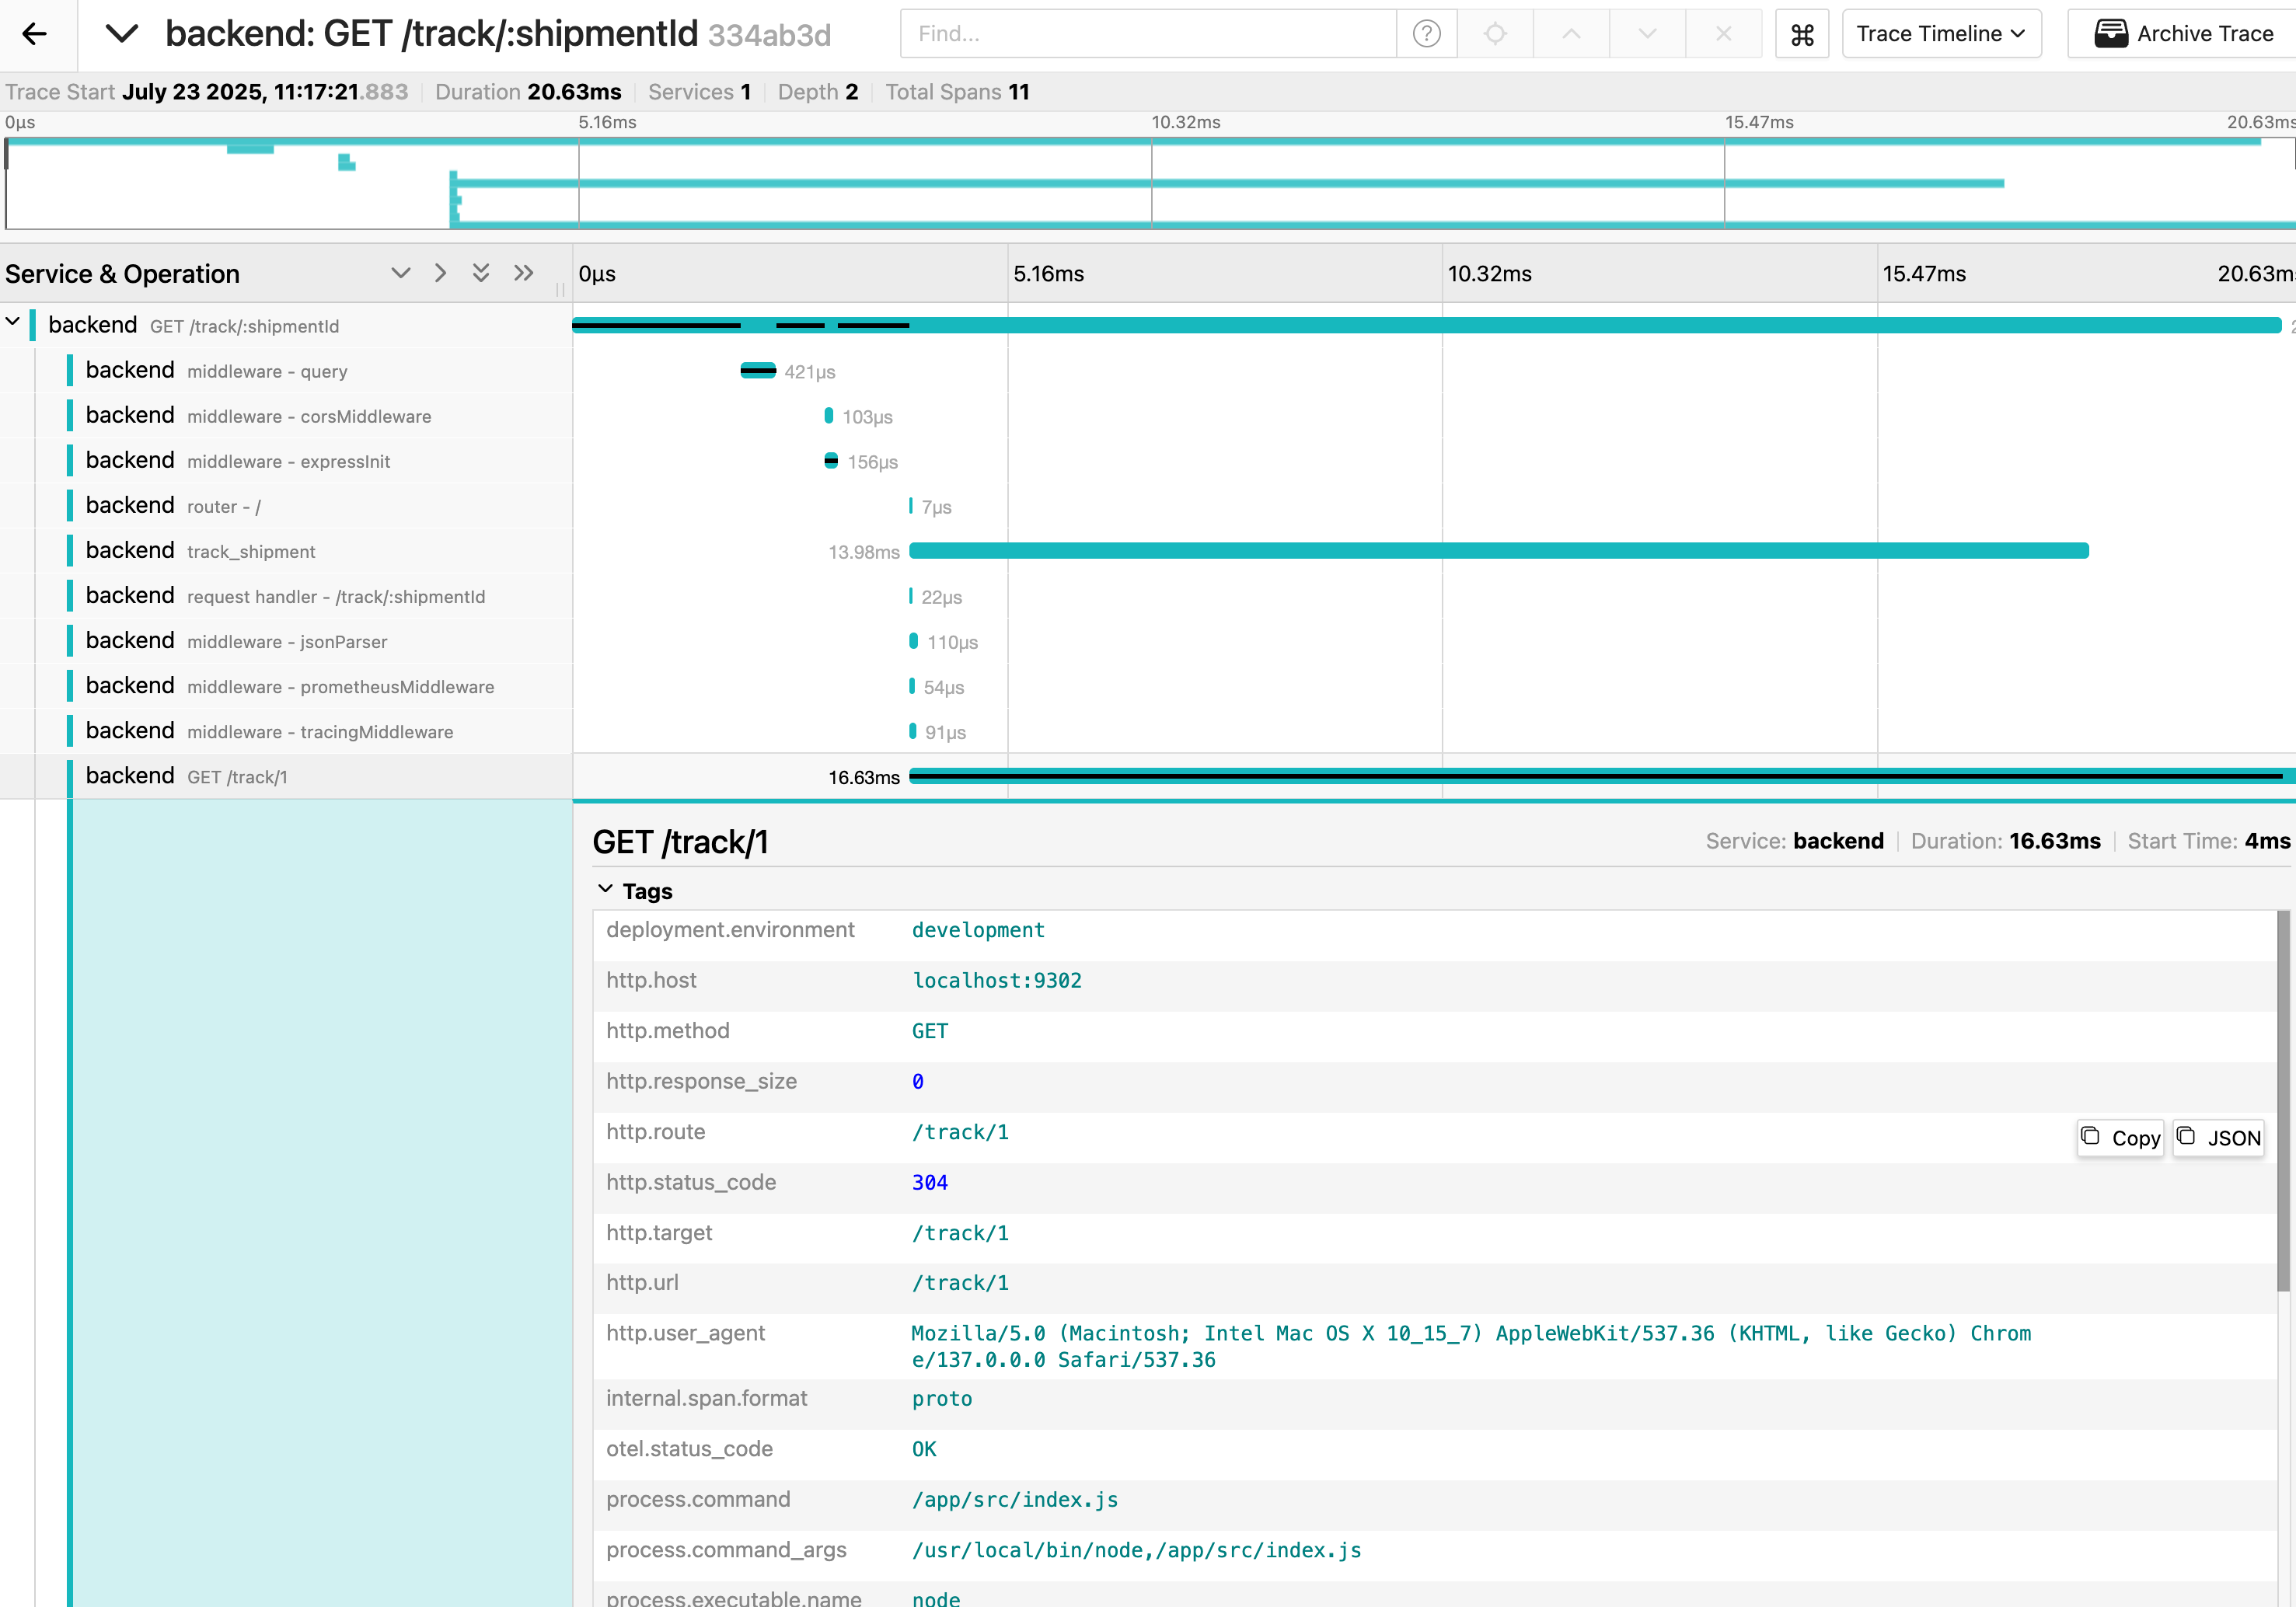 backend: GET /track/:shipmentId 334ab3d
Find...
?
⌘
Trace Timeline
Archive Trace
Trace Start July 23 2025, 11:17:21.883 Duration 20.63ms Services 1 Depth 2 Total Spans 11
0μs 5.16ms 10.32ms 15.47ms 20.63ms
Service & Operation 0μs 5.16ms 10.32ms 15.47ms 20.63m
backend GET /track/:shipmentId 2
backend middleware - query 421μs
backend middleware - corsMiddleware 103μs
backend middleware - expressInit 156μs
backend router - / 7μs
backend track_shipment 13.98ms
backend request handler - /track/:shipmentId 22μs
backend middleware - jsonParser 110μs
backend middleware - prometheusMiddleware 54μs
backend middleware - tracingMiddleware 91μs
backend GET /track/1 16.63ms
GET /track/1 Service: backend Duration: 16.63ms Start Time: 4ms
Tags
deployment.environment development
http.host localhost:9302
http.method GET
http.response_size 0
http.route /track/1
Copy JSON
http.status_code 304
http.target /track/1
http.url /track/1
http.user_agent Mozilla/5.0 (Macintosh; Intel Mac OS X 10_15_7) AppleWebKit/537.36 (KHTML, like Gecko) Chrom
e/137.0.0.0 Safari/537.36
internal.span.format proto
otel.status_code OK
process.command /app/src/index.js
process.command_args /usr/local/bin/node,/app/src/index.js
process.executable.name node